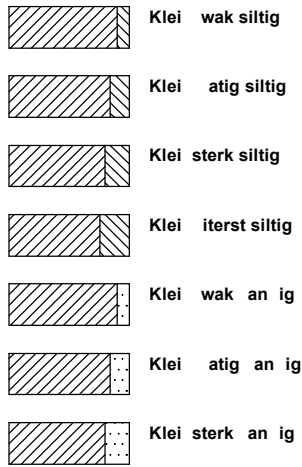 Klei wak siltig
Klei atig siltig
Klei sterk siltig
Klei iterst siltig
Klei wak an ig
Klei atig an ig
Klei sterk an ig